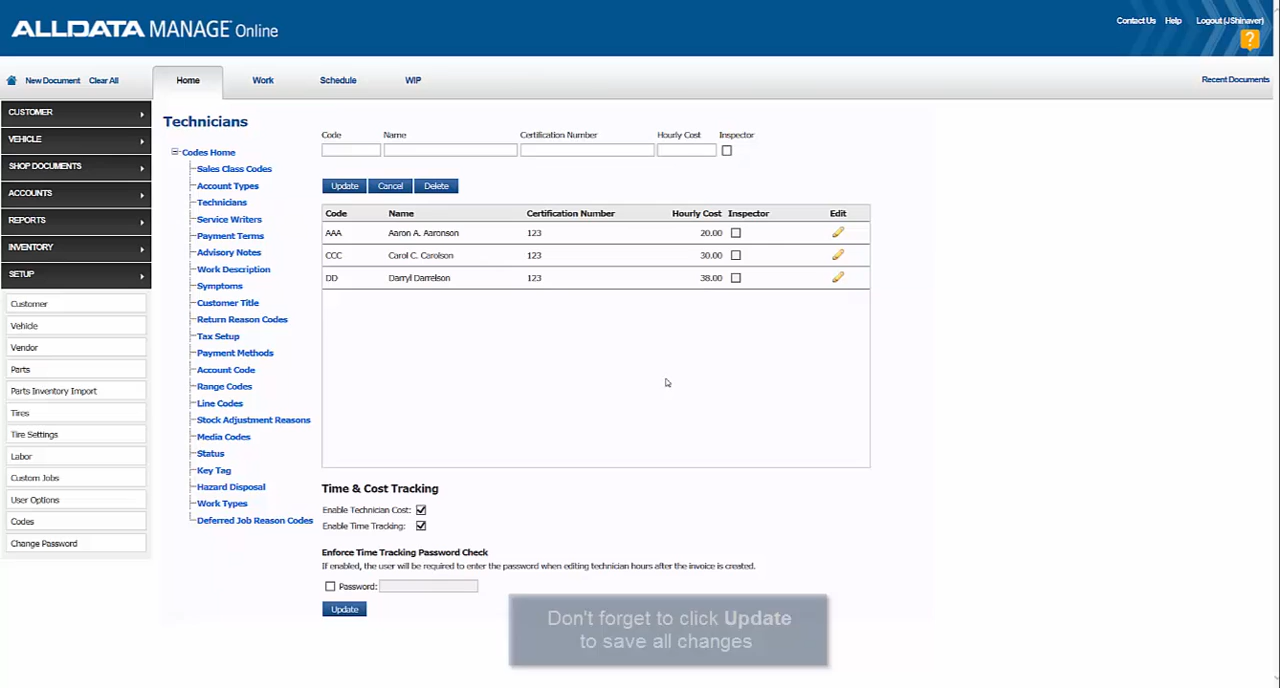 ALLDATA MANAGE Online
Contact Us Help Logout (JShinaver)
?
New Document Clear All Home Work Schedule WIP Recent Documents
CUSTOMER
VEHICLE
SHOP DOCUMENTS
ACCOUNTS
REPORTS
INVENTORY
SETUP
Customer
Vehicle
Vendor
Parts
Parts Inventory Import
Tires
Tire Settings
Labor
Custom Jobs
User Options
Codes
Change Password
Technicians
Codes Home
Sales Class Codes
Account Types
Technicians
Service Writers
Payment Terms
Advisory Notes
Work Description
Symptoms
Customer Title
Return Reason Codes
Tax Setup
Payment Methods
Account Code
Range Codes
Line Codes
Stock Adjustment Reasons
Media Codes
Status
Key Tag
Hazard Disposal
Work Types
Deferred Job Reason Codes
Code Name Certification Number Hourly Cost Inspector
Update Cancel Delete
Code Name Certification Number Hourly Cost Inspector Edit
AAA Aaron A. Aaronson 123 20.00
CCC Carol C. Carolson 123 30.00
DD Darryl Darrelson 123 38.00
Time & Cost Tracking
Enable Technician Cost:
Enable Time Tracking:
Enforce Time Tracking Password Check
If enabled, the user will be required to enter the password when editing technician hours after the invoice is created.
Password:
Update
Don't forget to click Update
to save all changes